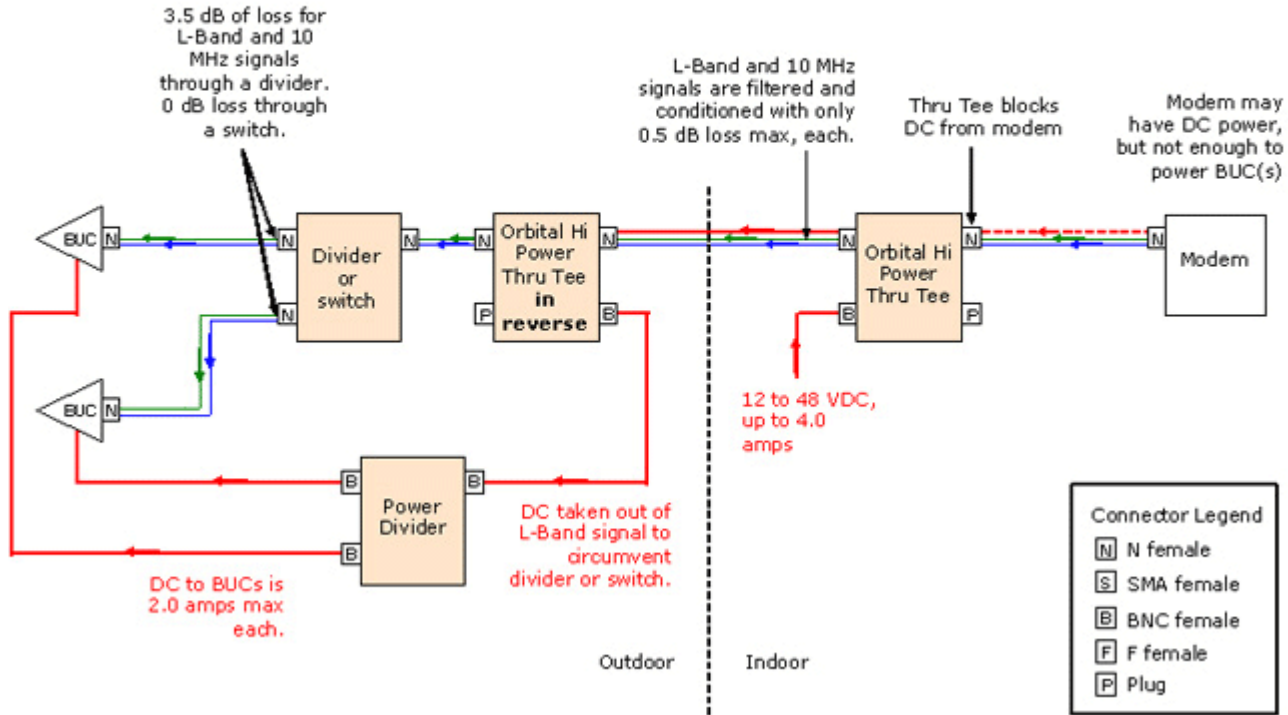 3.5 dB of loss for
L-Band and 10
MHz signals
through a divider.
0 dB loss through
a switch.
L-Band and 10 MHz
signals are filtered and
conditioned with only
0.5 dB loss max, each.
Thru Tee blocks
DC from modem
Modem may
have DC power,
but not enough to
power BUC(s)
BUC
N
N
Divider
or
switch
N
N
N
Orbital Hi
Power
Thru Tee
in
reverse
N
P
B
N
B
Orbital Hi
Power
Thru Tee
N
P
N
Modem
BUC
N
12 to 48 VDC,
up to 4.0
amps
B
B
Power
Divider
B
DC taken out of
L-Band signal to
circumvent
divider or switch.
DC to BUCs is
2.0 amps max
each.
Outdoor
Indoor
Connector Legend
N N female
S SMA female
B BNC female
F F female
P Plug